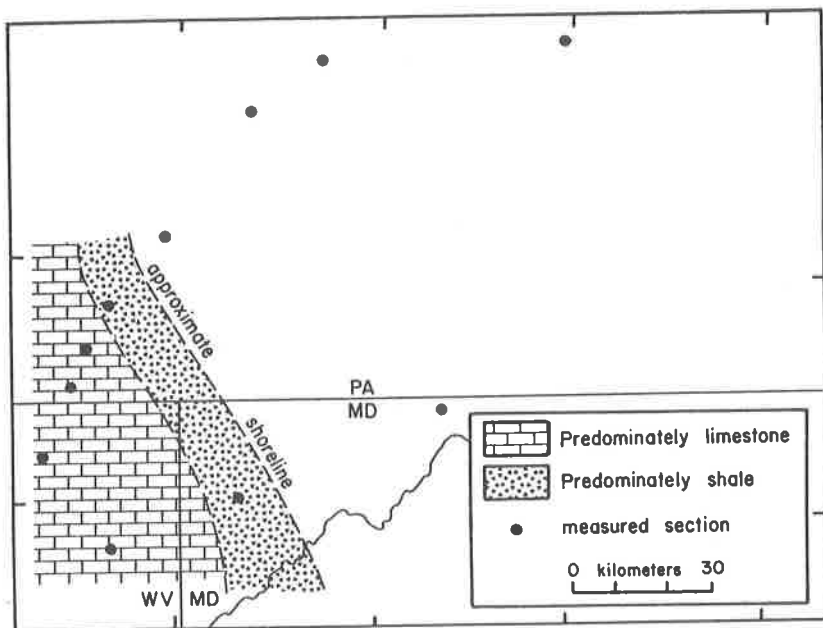 approximate
shoreline
PA
MD
WV MD
Predominately limestone
Predominately shale
measured section
0 kilometers 30